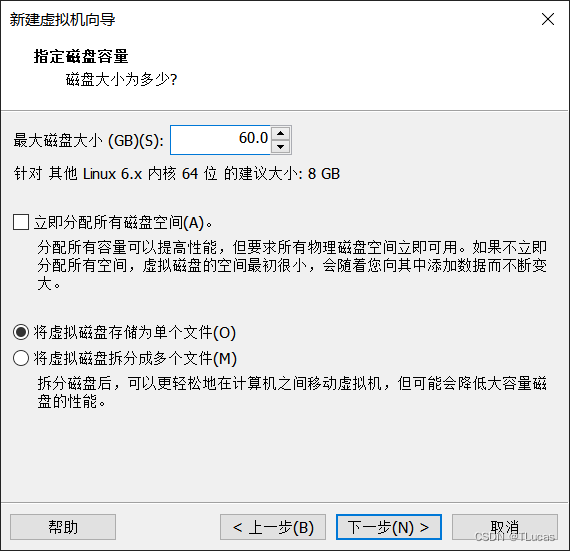 新建虚拟机向导
指定磁盘容量
磁盘大小为多少?
最大磁盘大小 (GB)(S): 60.0
针对 其他 Linux 6.x 内核 64 位 的建议大小: 8 GB
立即分配所有磁盘空间(A)。
分配所有容量可以提高性能，但要求所有物理磁盘空间立即可用。如果不立即
分配所有空间，虚拟磁盘的空间最初很小，会随着您向其中添加数据而不断变
大。
将虚拟磁盘存储为单个文件(O)
将虚拟磁盘拆分成多个文件(M)
拆分磁盘后，可以更轻松地在计算机之间移动虚拟机，但可能会降低大容量磁
盘的性能。
帮助 < 上一步(B) 下一步(N) > 取消
CSDN @TLucas